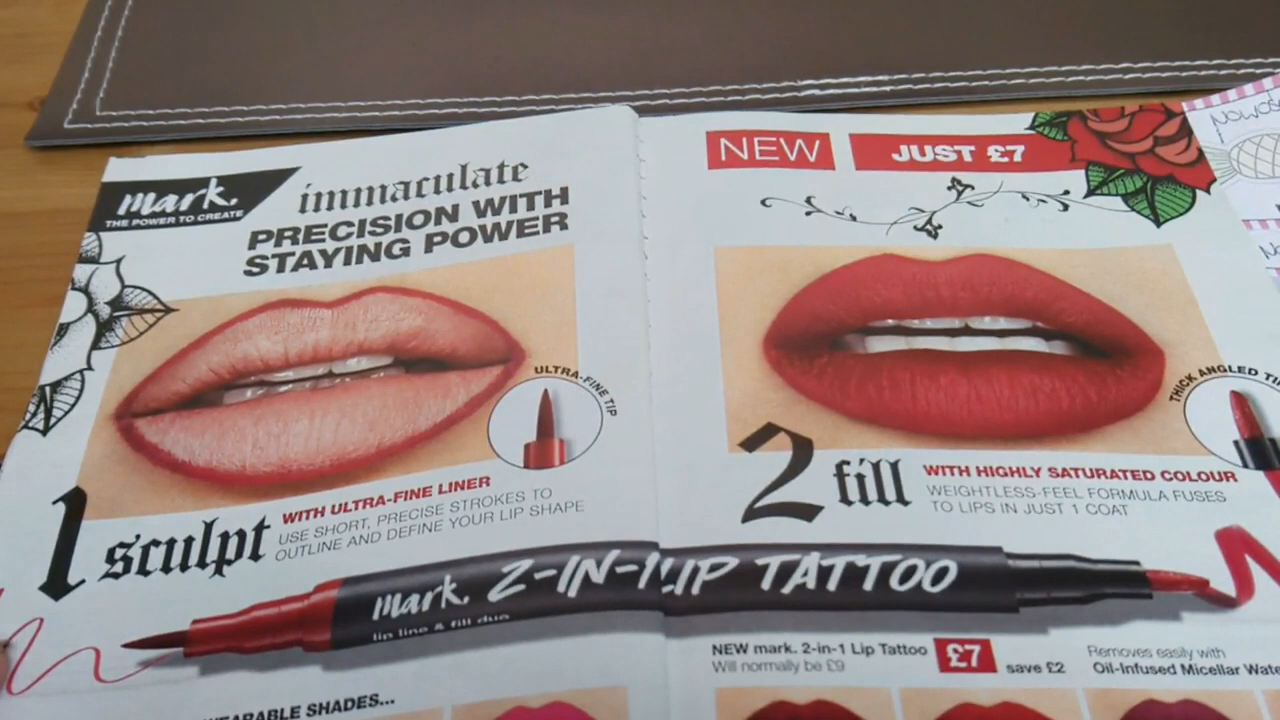 mark.
THE POWER TO CREATE
immaculate
PRECISION WITH
STAYING POWER
ULTRA-FINE TIP
1 sculpt
WITH ULTRA-FINE LINER
USE SHORT, PRECISE STROKES TO
OUTLINE AND DEFINE YOUR LIP SHAPE
NEW
JUST £7
THICK ANGLED TI
2 fill
WITH HIGHLY SATURATED COLOUR
WEIGHTLESS-FEEL FORMULA FUSES
TO LIPS IN JUST 1 COAT
mark. 2-IN-1 LIP TATTOO
lip line & fill duo
NEW mark. 2-in-1 Lip Tattoo
Will normally be £9
£7
save £2
Removes easily with
Oil-Infused Micellar Wate
WEARABLE SHADES...
NOWOŚ